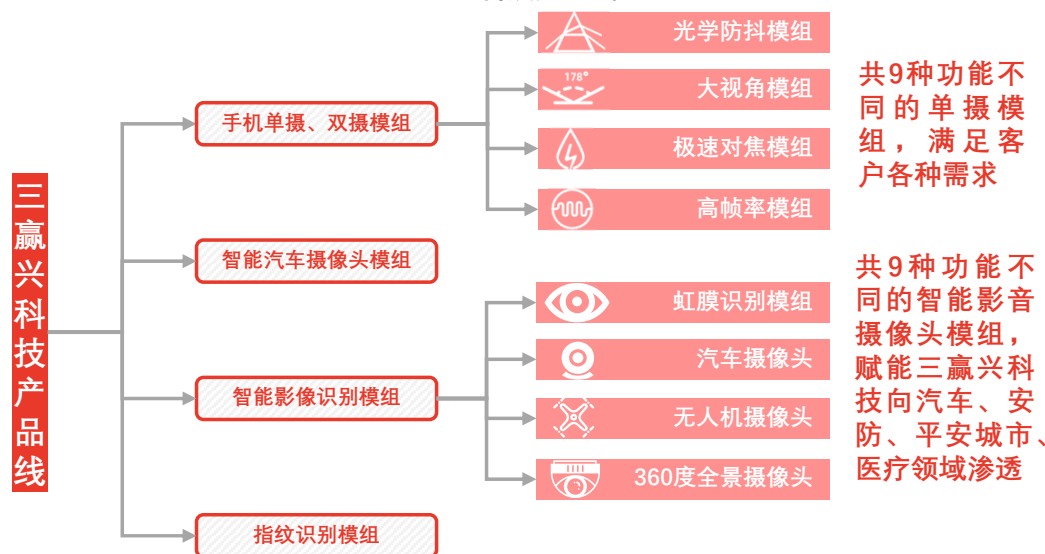 三赢兴科技产品线
手机单摄、双摄模组
智能汽车摄像头模组
智能影像识别模组
指纹识别模组
光学防抖模组
178°
大视角模组
极速对焦模组
高帧率模组
共9种功能不
同的单摄模
组，满足客
户各种需求
虹膜识别模组
汽车摄像头
无人机摄像头
360度全景摄像头
共9种功能不
同的智能影音
摄像头模组，
赋能三赢兴科
技向汽车、安
防、平安城市、
医疗领域渗透